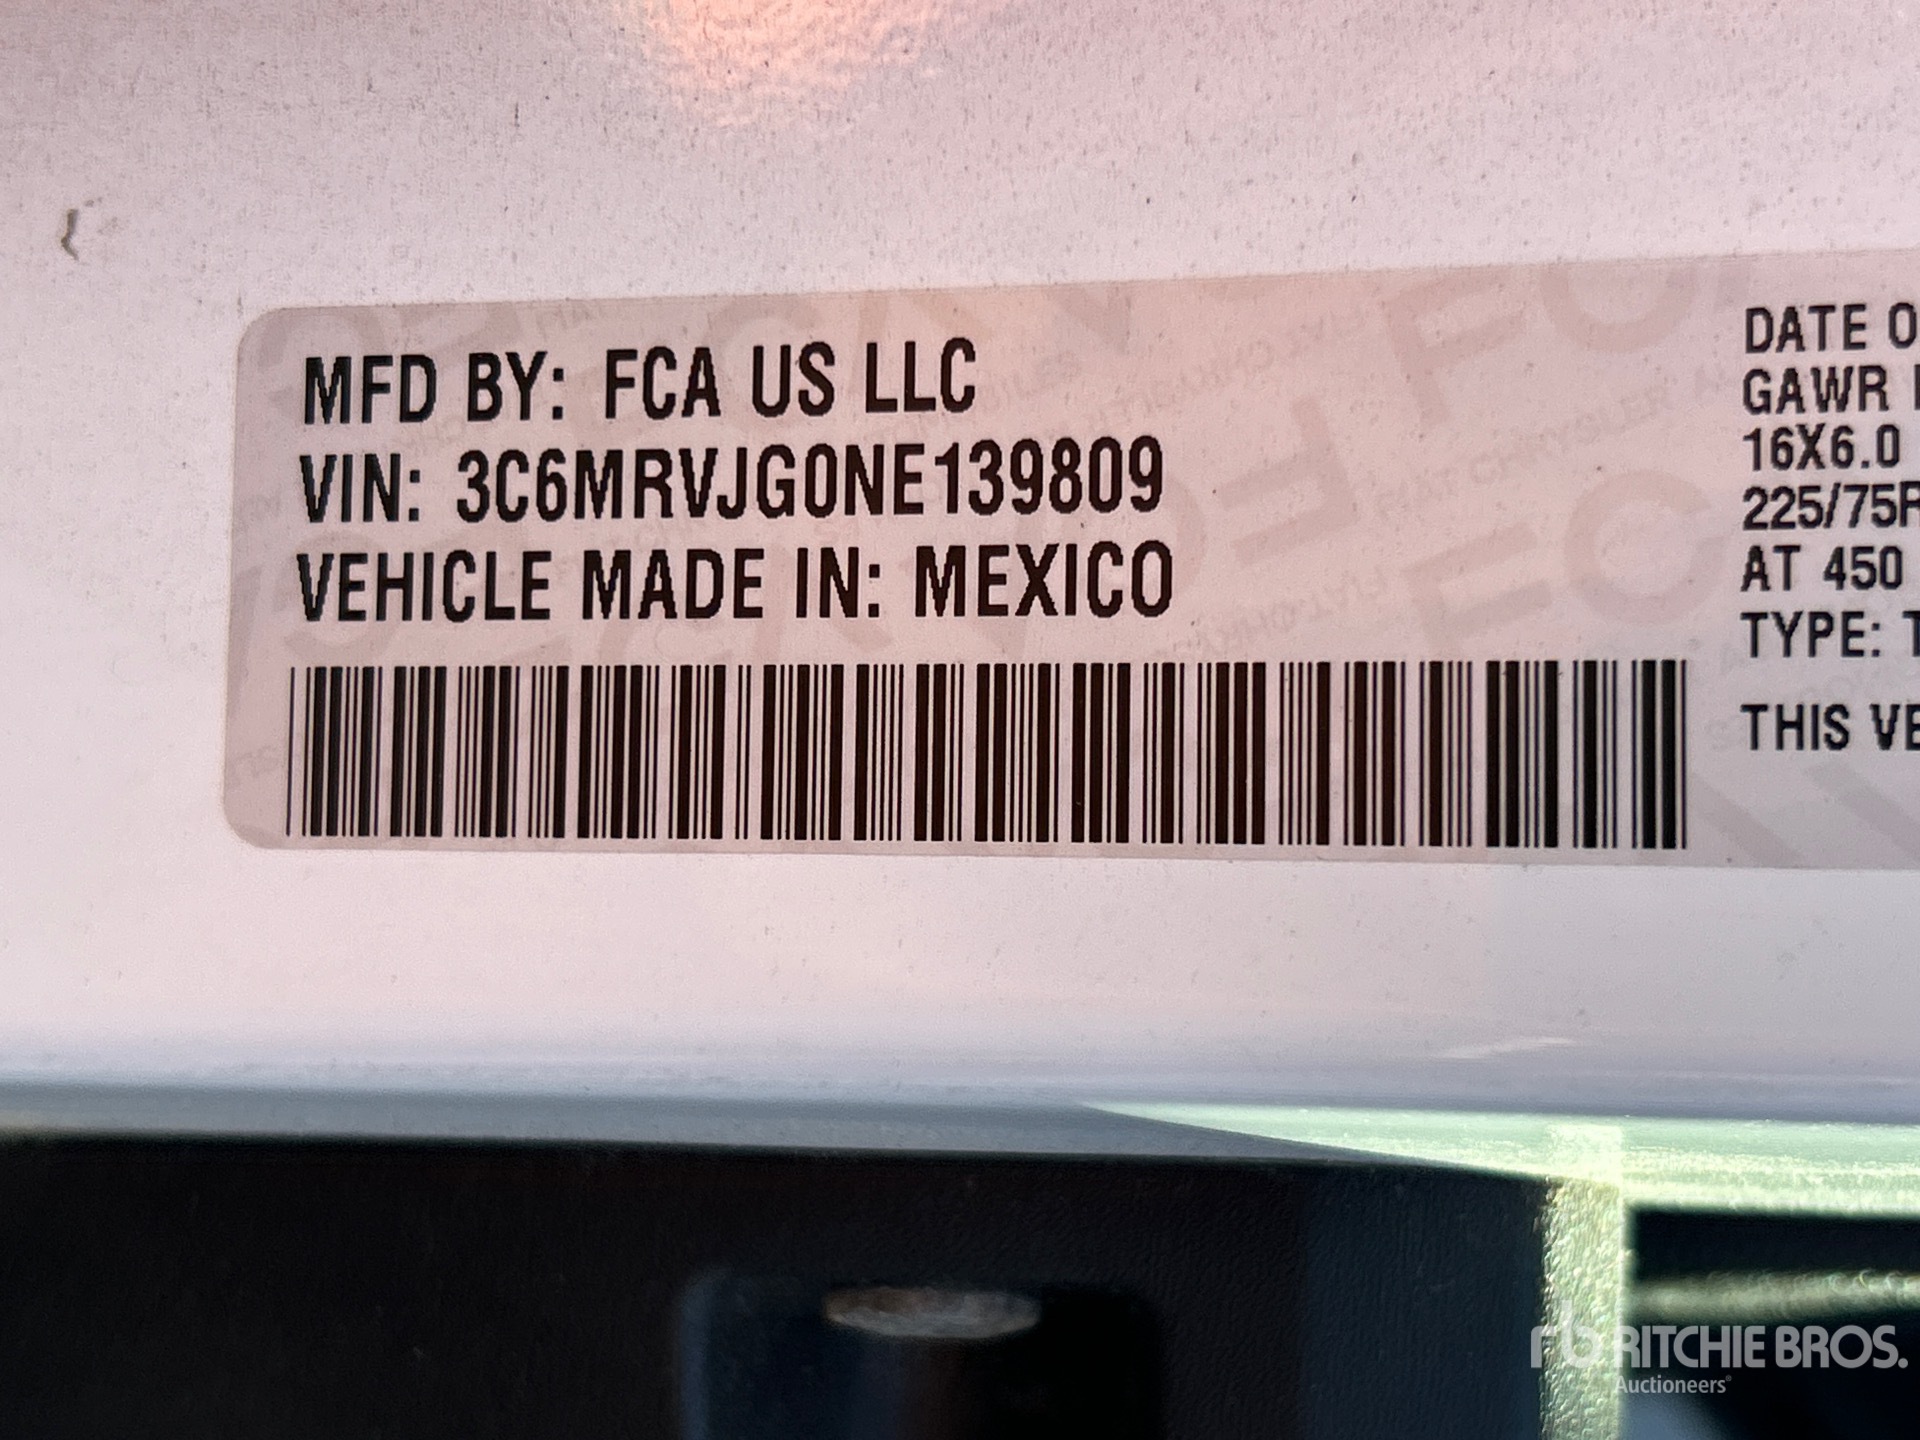 MFD BY: FCA US LLC
VIN: 3C6MRVJG0NE139809
VEHICLE MADE IN: MEXICO
DATE O
GAWR
16X6.0
225/75R
AT 450
TYPE: T
THIS VE
rb RITCHIE BROS.
Auctioneers